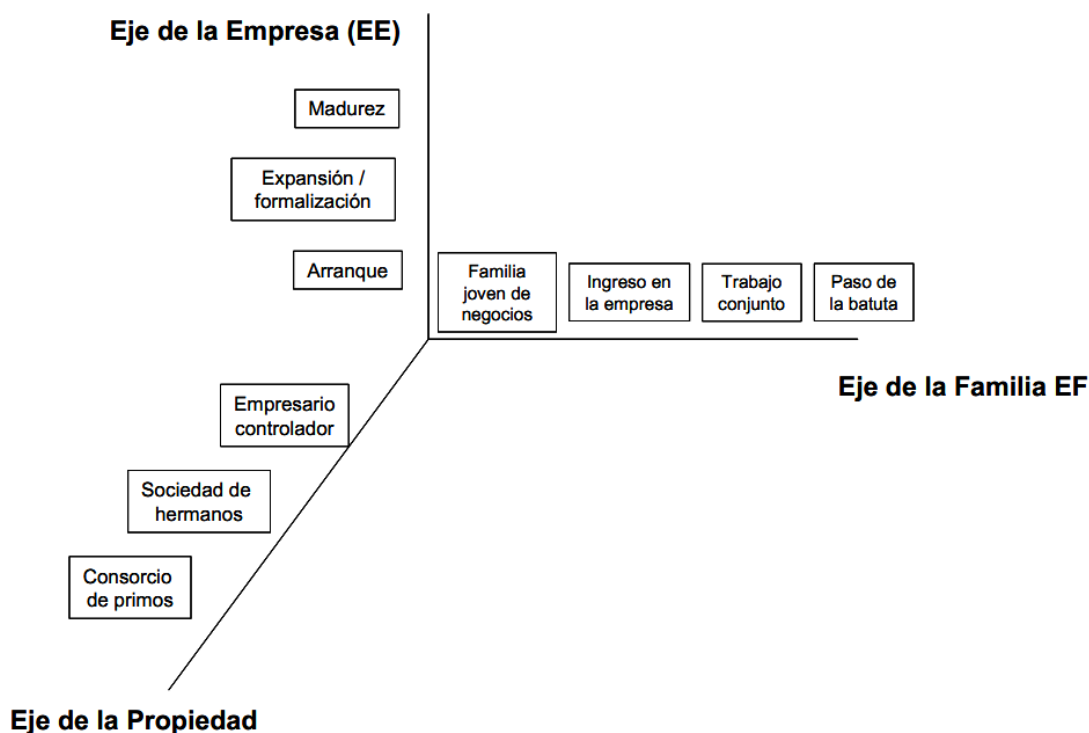 Eje de la Empresa (EE)
Madurez
Expansión /
formalización
Arranque
Familia
joven de
negocios
Ingreso en
la empresa
Trabajo
conjunto
Paso de
la batuta
Eje de la Familia EF
Empresario
controlador
Sociedad de
hermanos
Consorcio
de primos
Eje de la Propiedad